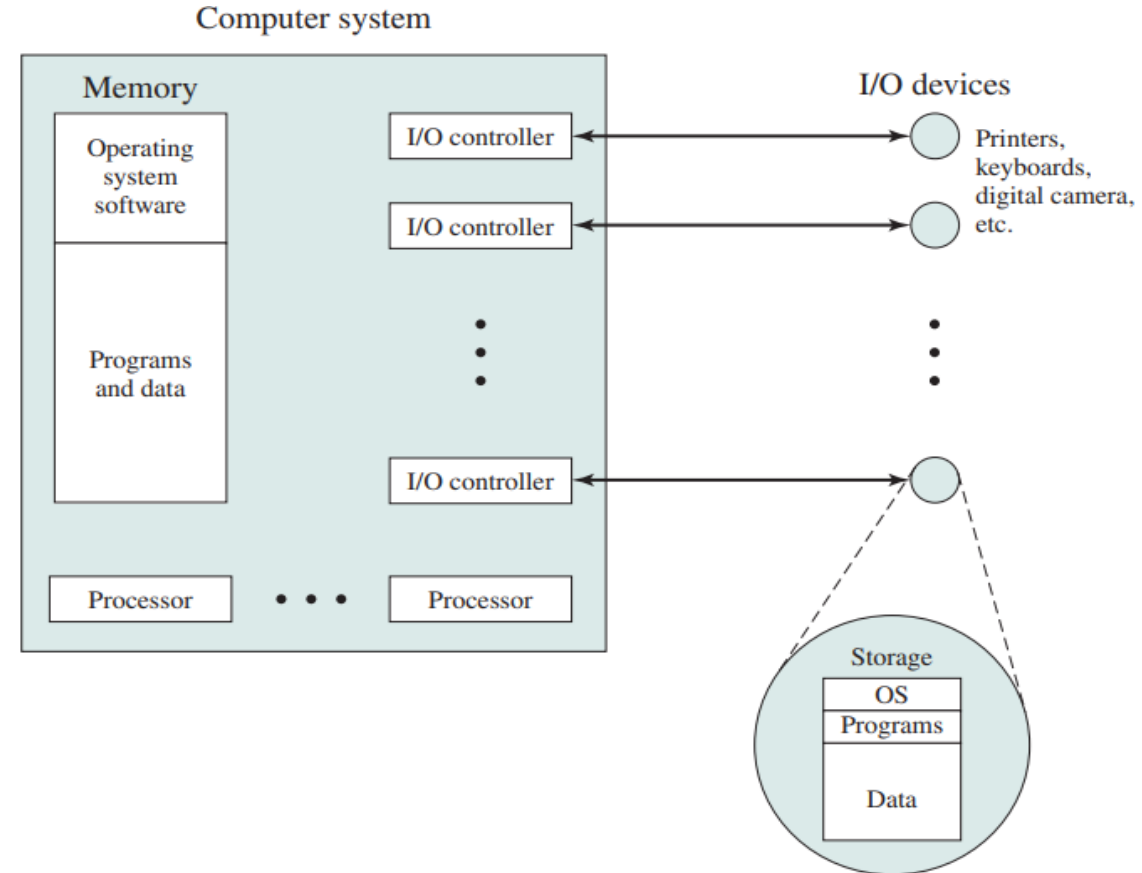 Computer system
Memory
Operating
system
software
Programs
and data
I/O controller
I/O controller
I/O controller
Processor
Processor
I/O devices
Printers,
keyboards,
digital camera,
etc.
Storage
OS
Programs
Data